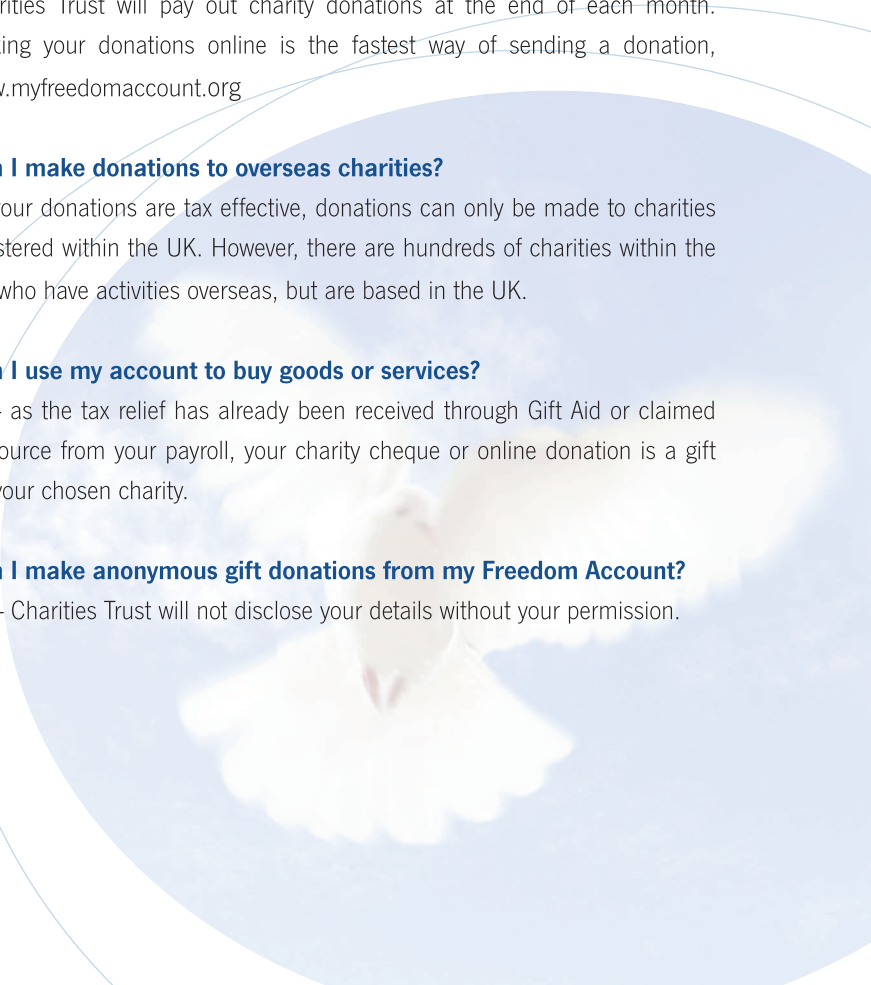 rities Trust will pay out charity donations at the end of each month.
ing your donations online is the fastest way of sending a donation,
w.myfreedomaccount.org
n I make donations to overseas charities?
our donations are tax effective, donations can only be made to charities
stered within the UK. However, there are hundreds of charities within the
who have activities overseas, but are based in the UK.
n I use my account to buy goods or services?
- as the tax relief has already been received through Gift Aid or claimed
ource from your payroll, your charity cheque or online donation is a gift
your chosen charity.
n I make anonymous gift donations from my Freedom Account?
- Charities Trust will not disclose your details without your permission.